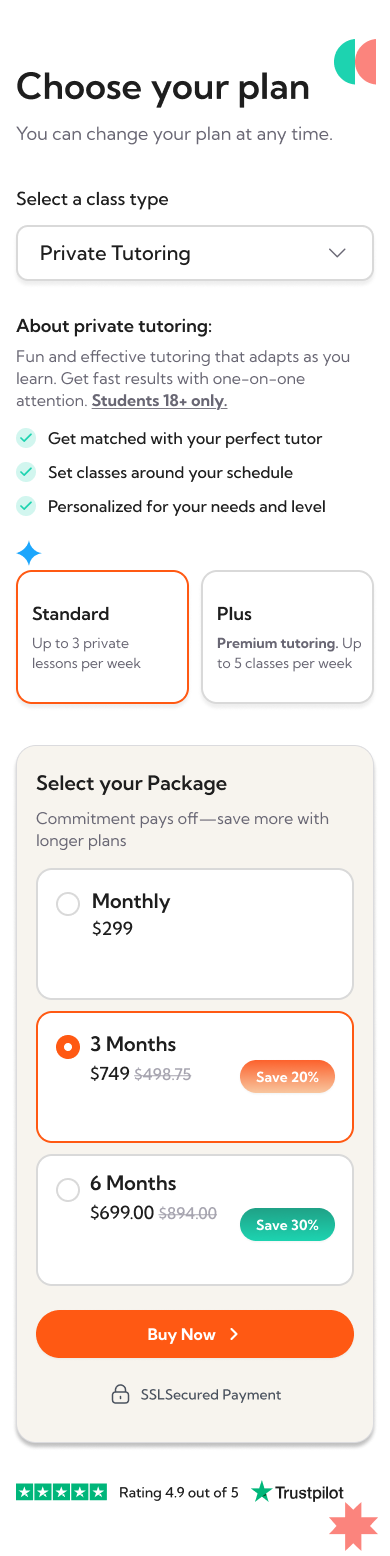 Choose your plan
You can change your plan at any time.
Select a class type
Private Tutoring
About private tutoring:
Fun and effective tutoring that adapts as you
learn. Get fast results with one-on-one
attention. Students 18+ only.
Get matched with your perfect tutor
Set classes around your schedule
Personalized for your needs and level
Standard
Up to 3 private
lessons per week
Plus
Premium tutoring. Up
to 5 classes per week
Select your Package
Commitment pays off—save more with
longer plans
Monthly
$299
3 Months
$749 $498.75
Save 20%
6 Months
$699.00 $894.00
Save 30%
Buy Now
SSLSecured Payment
Rating 4.9 out of 5 Trustpilot